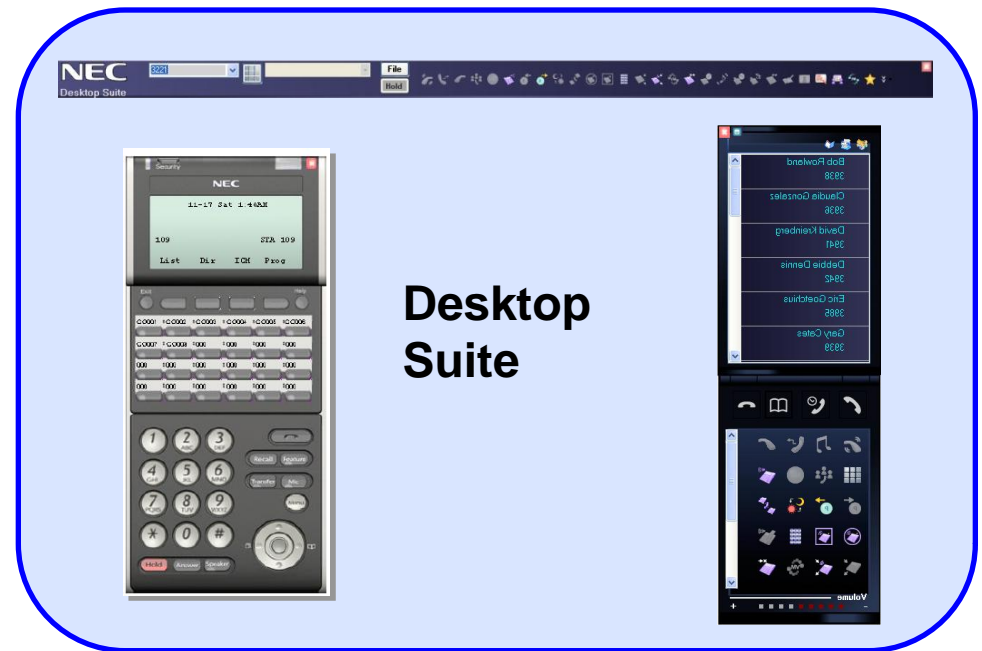 NEC
Desktop Suite
3221
File
Hold
Security
NEC
11-17 Sat 1:44AM
109 STA 109
List Dir ICM Prog
Exit Help
1 2 ABC 3 DEF
Recall Feature
4 GHI 5 JKL 6 MNO
Transfer Mic
7 PQRS 8 TUV 9 WXYZ
Menu
* 0 #
Hold Answer Speaker
Desktop
Suite
Bob Rowland
3938
Claudia Gonzalez
3936
David Kreinberg
3941
Debbie Dennis
3942
Eric Goetchius
3985
Gary Cates
3939
Volume
+ -